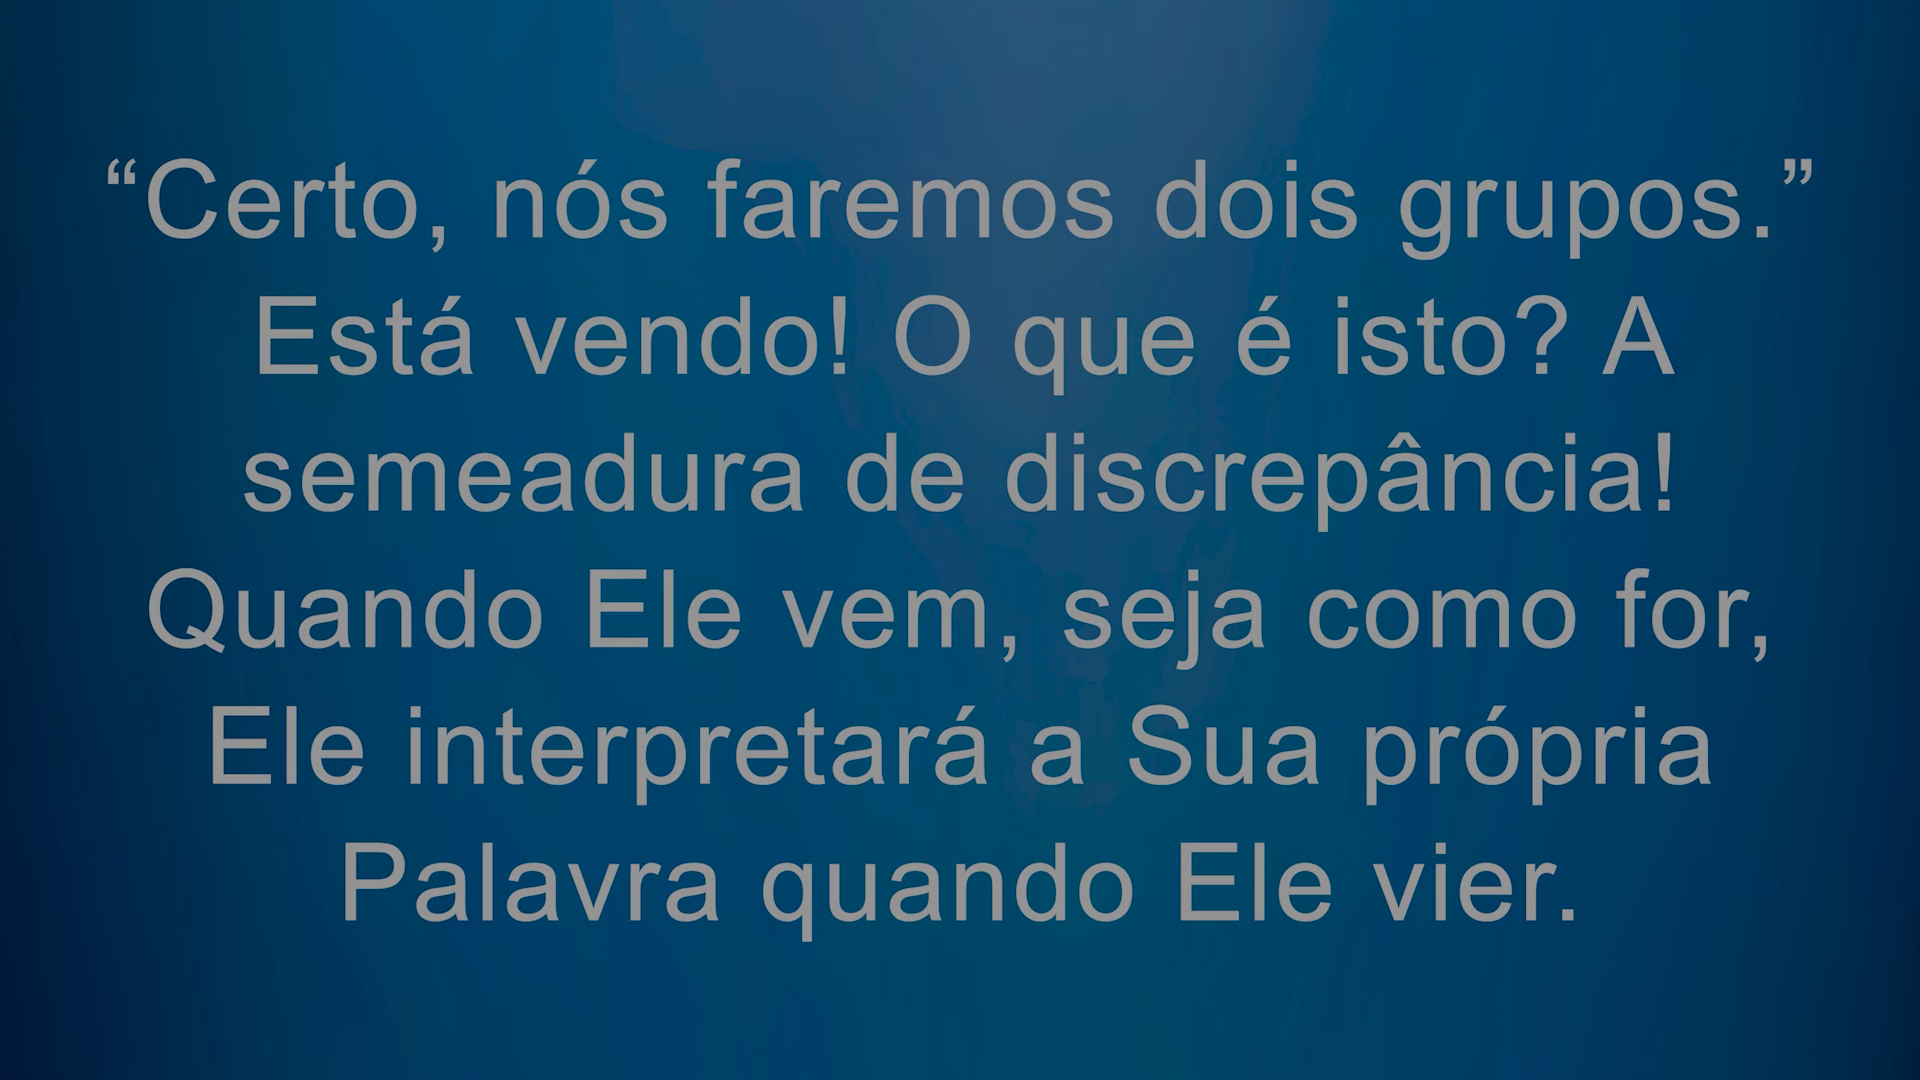 “Certo, nós faremos dois grupos.”
Está vendo! O que é isto? A
semeadura de discrepância!
Quando Ele vem, seja como for,
Ele interpretará a Sua própria
Palavra quando Ele vier.